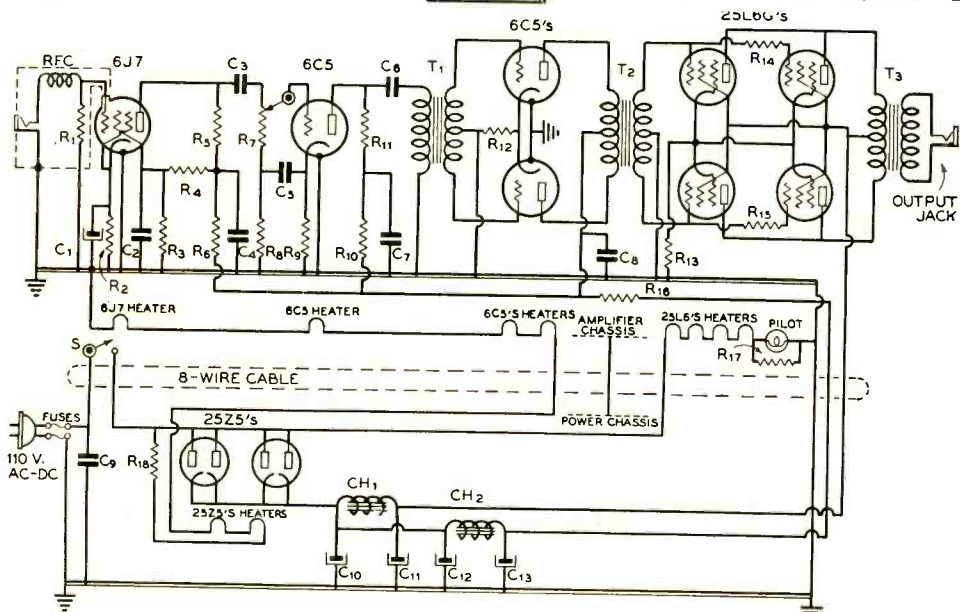 RFC 6J7 C3 6C5 C6 T1 6C5's T2 25L6G's T3
R1 R5 R7 R11 R12 R14
R4 C5
OUTPUT
JACK
R15
C1 C2 R3 R6 C4 R8 R9 R10 C7 C8 R13
R2 R16
6J7 HEATER 6C5 HEATER 6C5'S HEATERS AMPLIFIER
CHASSIS 25L6'S HEATERS PILOT
S R17
8-WIRE CABLE
POWER CHASSIS
FUSES 25Z5's
110 V.
AC-DC
C9 R18
25Z5'S HEATERS CH1 CH2
C10 C11 C12 C13